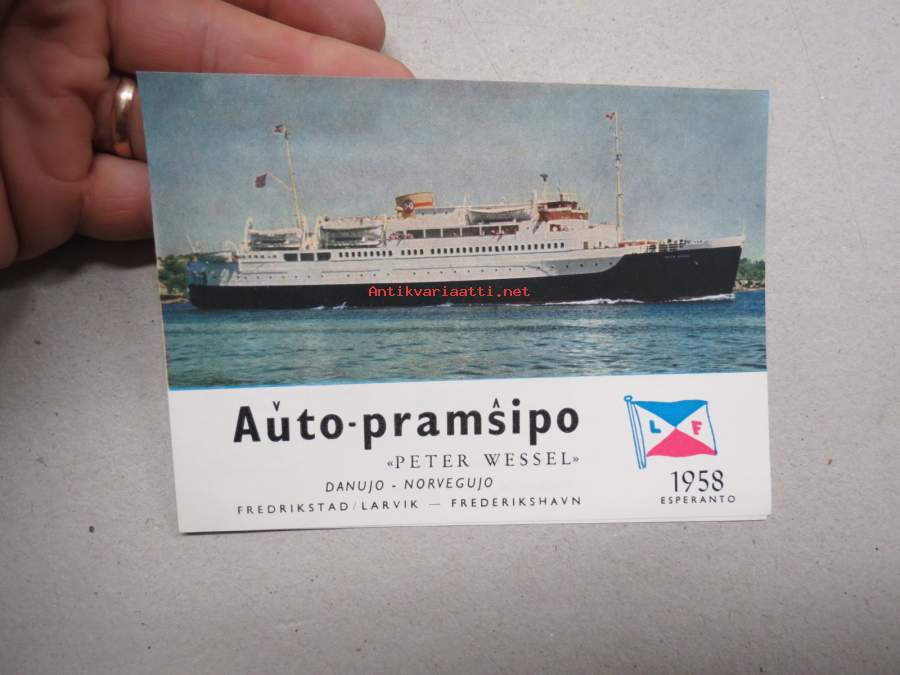 Antikvariaatti.net
Aŭto-pramŝipo
«PETER WESSEL»
DANUJO - NORVEGUJO
FREDRIKSTAD/LARVIK — FREDERIKSHAVN
L F
1958
ESPERANTO